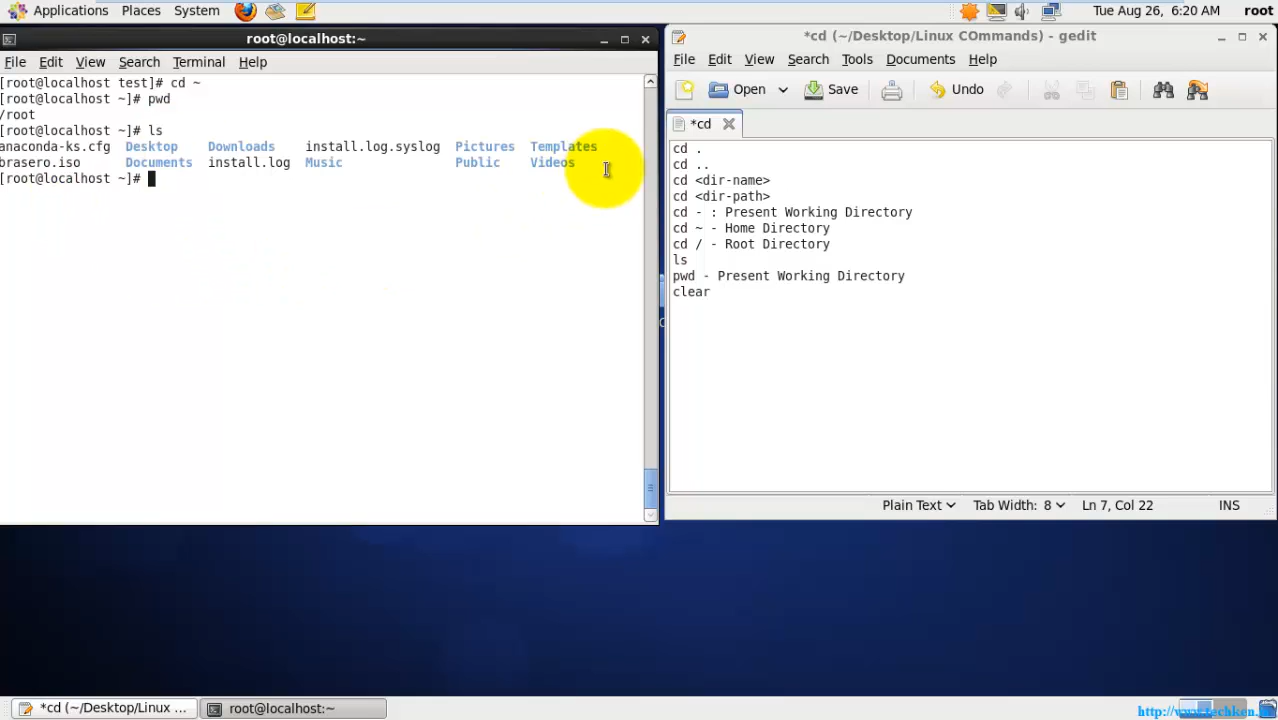 Applications Places System
Tue Aug 26, 6:20 AM root
root@localhost:~
File Edit View Search Terminal Help
[root@localhost test]# cd ~
[root@localhost ~]# pwd
/root
[root@localhost ~]# ls
anaconda-ks.cfg Desktop Downloads install.log.syslog Pictures Templates
brasero.iso Documents install.log Music Public Videos
[root@localhost ~]#
*cd (~/Desktop/Linux COmmands) - gedit
File Edit View Search Tools Documents Help
Open Save Undo
*cd
cd .
cd ..
cd <dir-name>
cd <dir-path>
cd - : Present Working Directory
cd ~ - Home Directory
cd / - Root Directory
ls
pwd - Present Working Directory
clear
Plain Text Tab Width: 8 Ln 7, Col 22 INS
*cd (~/Desktop/Linux ...
root@localhost:~